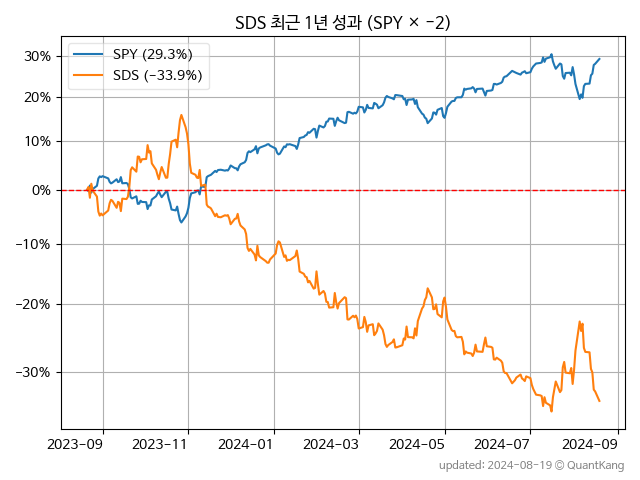 SDS 최근 1년 성과 (SPY × -2)
SPY (29.3%)
SDS (-33.9%)
30%
20%
10%
0%
-10%
-20%
-30%
2023-09 2023-11 2024-01 2024-03 2024-05 2024-07 2024-09
updated: 2024-08-19 © QuantKang